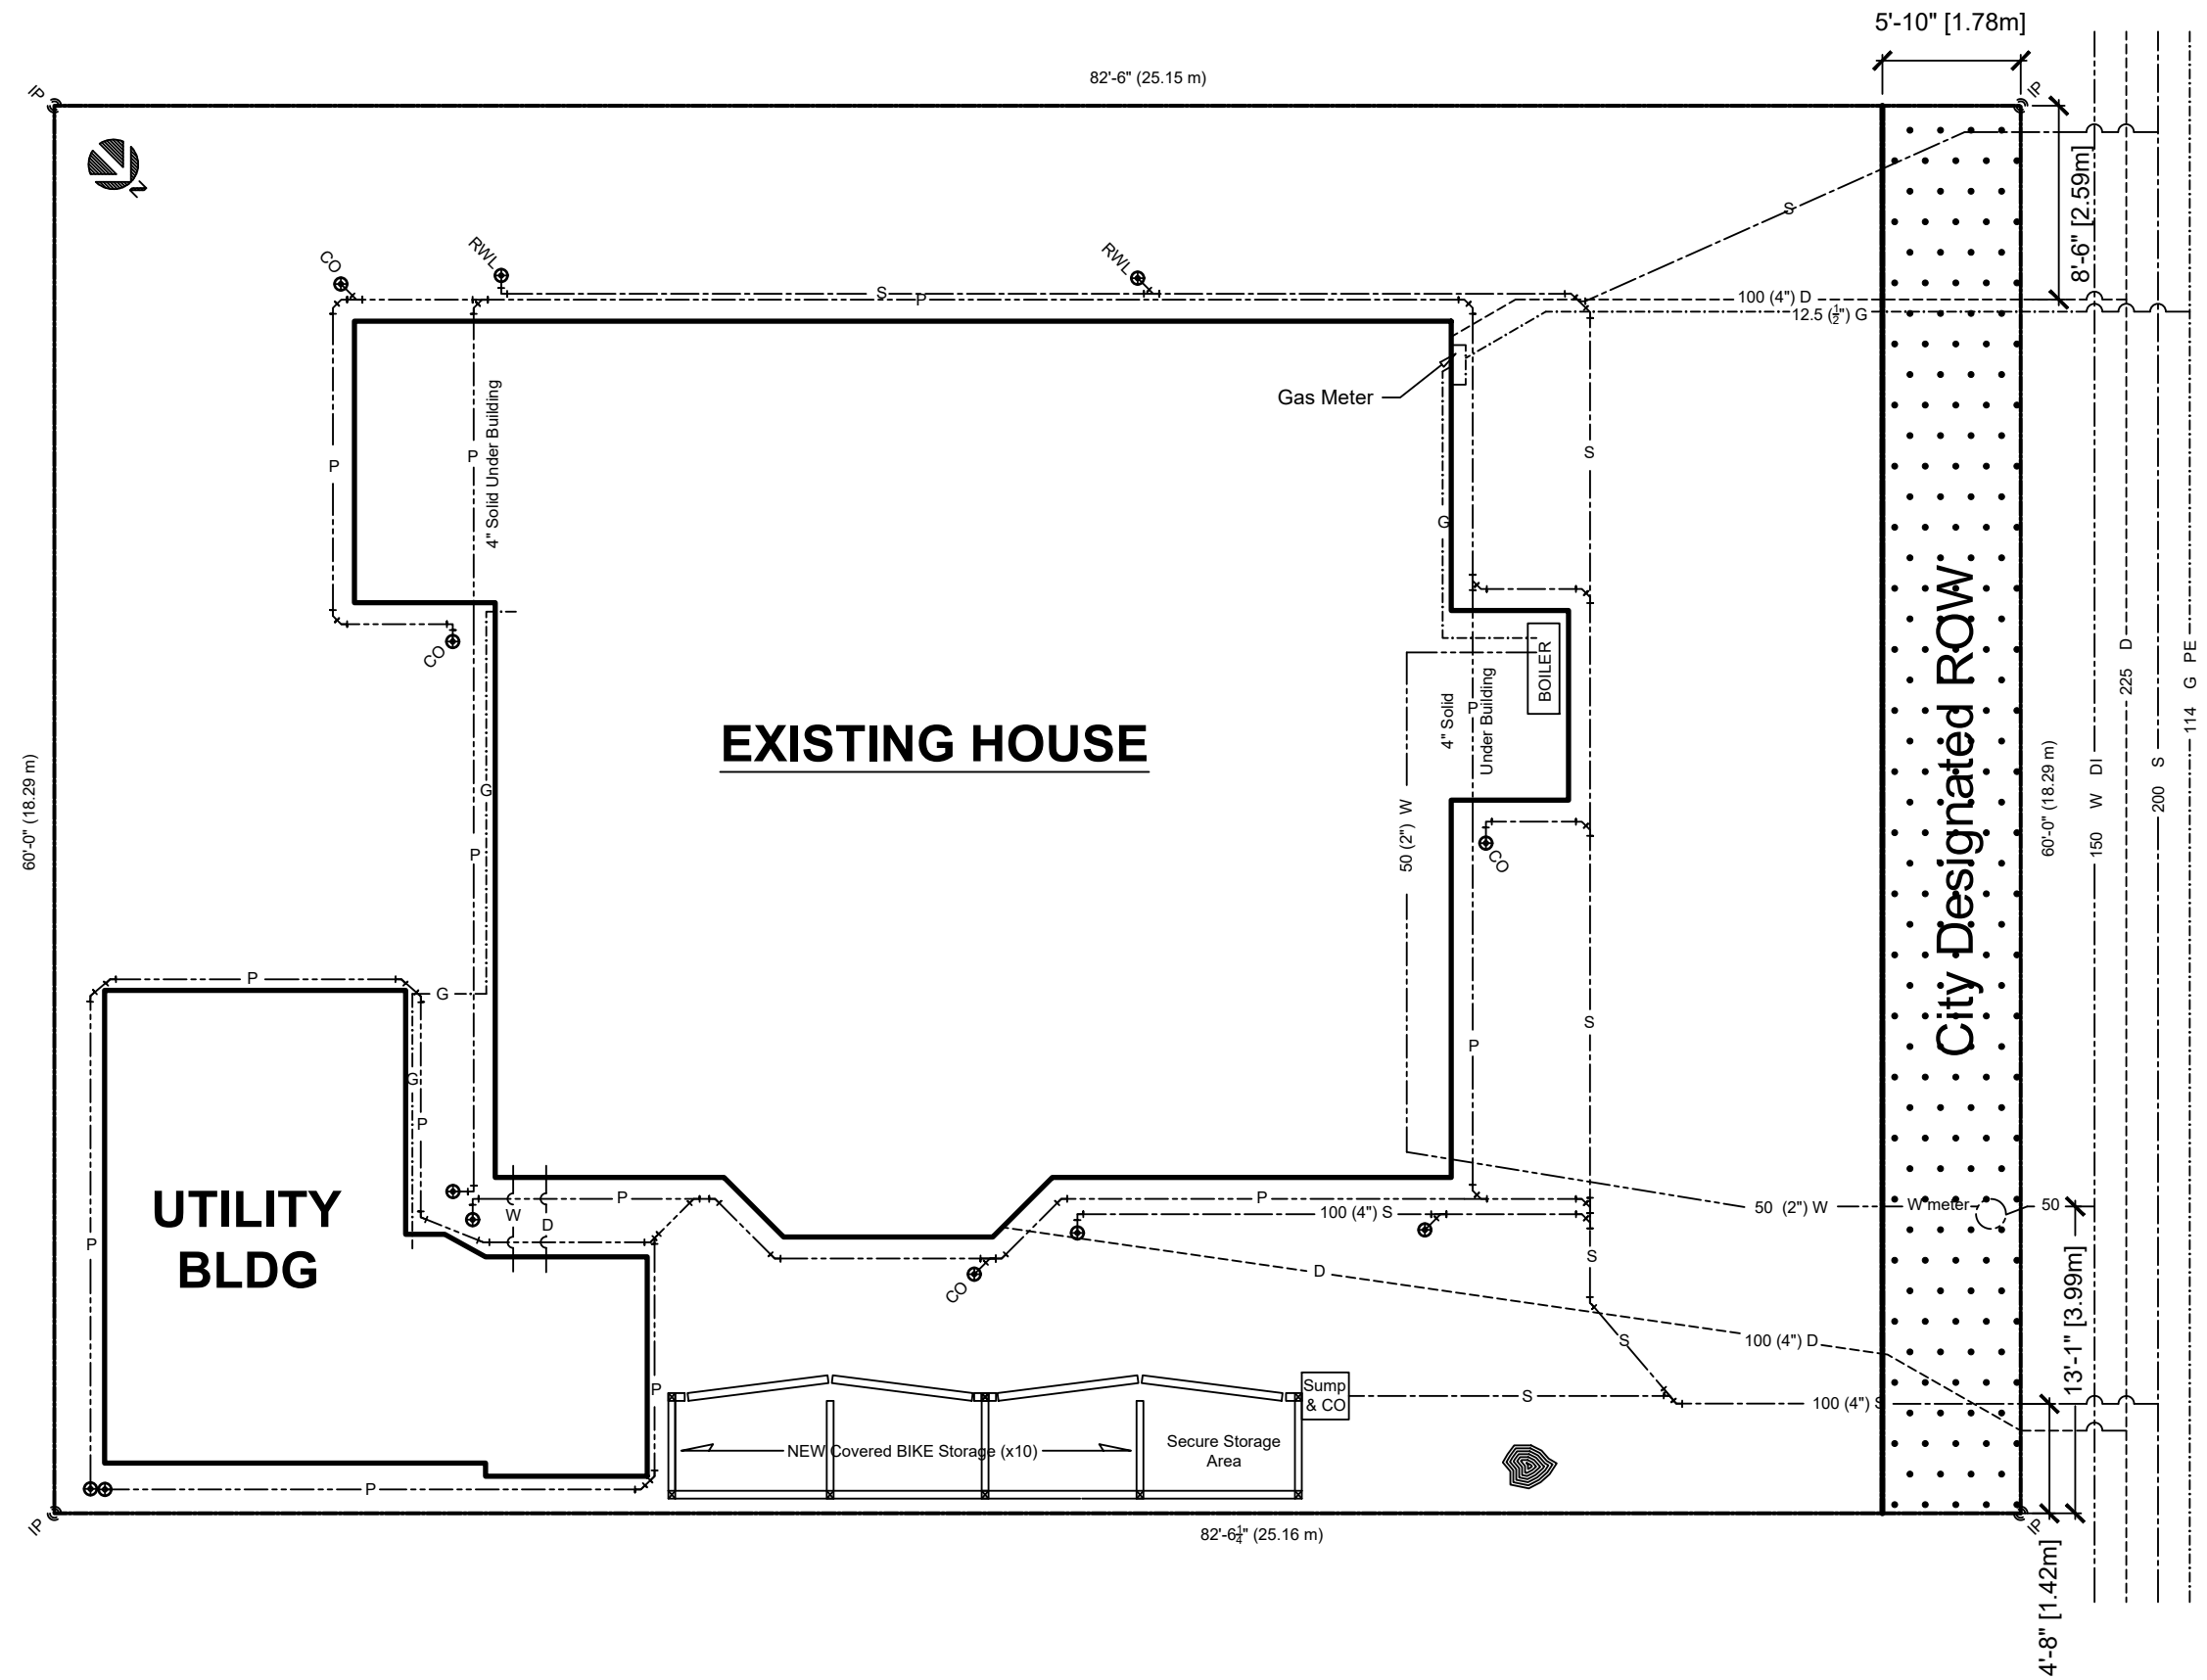 5'-10" [1.78m]
82'-6" (25.15 m)
IP
IP
N
8'-6" [2.59m]
S
CO
RWL
RWL
S
P
100 (4") D
12.5 (½") G
Gas Meter
P
P
4" Solid Under Building
G
S
CO
BOILER
4" Solid
Under Building
P
EXISTING HOUSE
City Designated ROW
60'-0" (18.29 m)
60'-0" (18.29 m)
50 (2") W
CO
G
P
150 W DI
225 D
200 S
114 G PE
P
G
G
P
S
P
UTILITY
BLDG
P
W
D
P
P
100 (4") S
50 (2") W
W meter
50
P
CO
D
S
13'-1" [3.99m]
100 (4") D
S
P
Sump
& CO
S
100 (4") S
NEW Covered BIKE Storage (x10)
Secure Storage
Area
P
IP
IP
82'-6¼" (25.16 m)
4'-8" [1.42m]